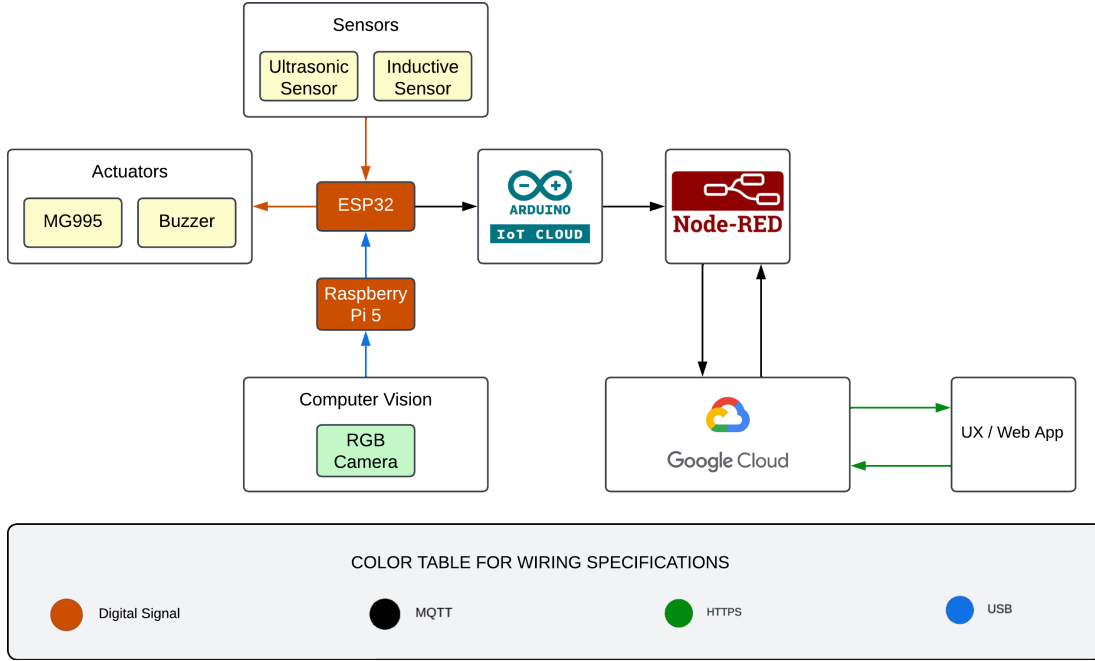 Sensors
Ultrasonic
Sensor
Inductive
Sensor
Actuators
MG995
Buzzer
ESP32
ARDUINO
IoT CLOUD
Node-RED
Raspberry
Pi 5
Computer Vision
RGB
Camera
Google Cloud
UX / Web App
COLOR TABLE FOR WIRING SPECIFICATIONS
Digital Signal
MQTT
HTTPS
USB